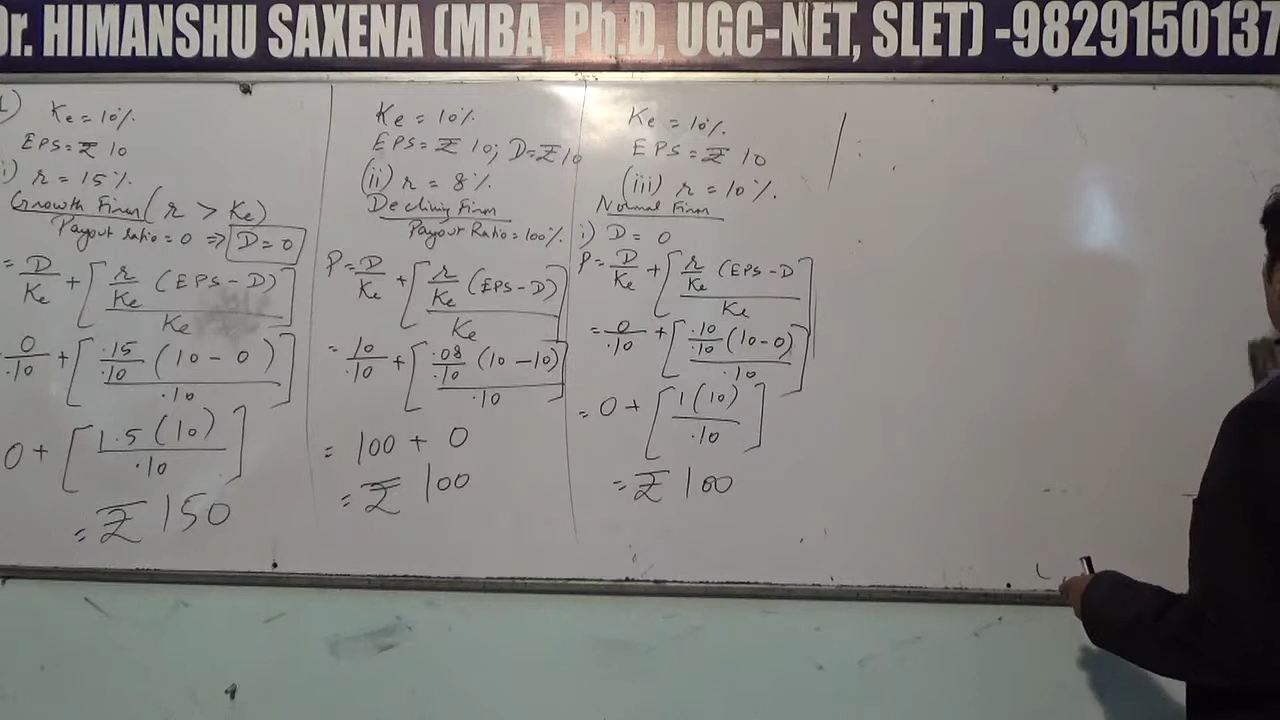 Dr. HIMANSHU SAXENA (MBA, Ph.D, UGC-NET, SLET) -9829150137
Ke = 10%
EPS = ₹ 10
i) r = 15%
Growth Firm (r > Ke)
Payout ratio = 0 ⇒ D = 0
= D/Ke + [r/Ke (EPS - D)]/Ke
0/.10 + [.15/.10 (10 - 0)]/.10
0 + [1.5 (10)/.10]
= ₹ 150
Ke = 10%
EPS = ₹ 10; D = ₹ 10
(ii) r = 8%
Declining Firm
Payout Ratio = 100%
P = D/Ke + [r/Ke (EPS - D)]/Ke
= 10/.10 + [.08/.10 (10 - 10)]/.10
= 100 + 0
= ₹ 100
Ke = 10%
EPS = ₹ 10
(iii) r = 10%
Normal Firm
i) D = 0
P = D/Ke + [r/Ke (EPS - D]/Ke
= 0/.10 + [.10/.10 (10 - 0)]/.10
= 0 + [1 (10)/.10]
= ₹ 100